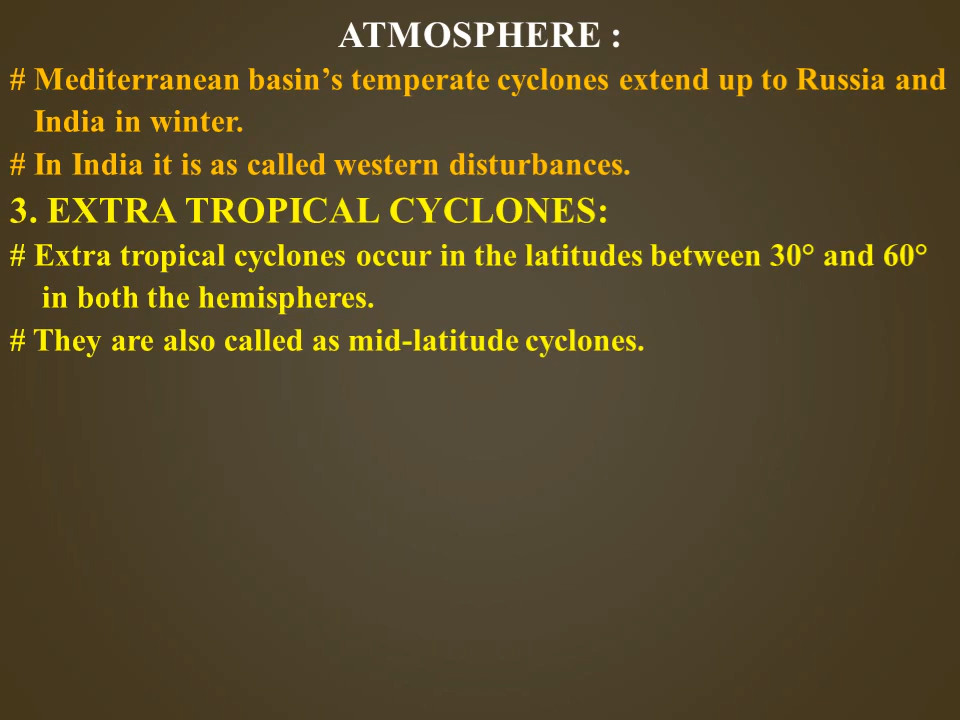 ATMOSPHERE :
# Mediterranean basin’s temperate cyclones extend up to Russia and
India in winter.
# In India it is as called western disturbances.
3. EXTRA TROPICAL CYCLONES:
# Extra tropical cyclones occur in the latitudes between 30° and 60°
in both the hemispheres.
# They are also called as mid-latitude cyclones.